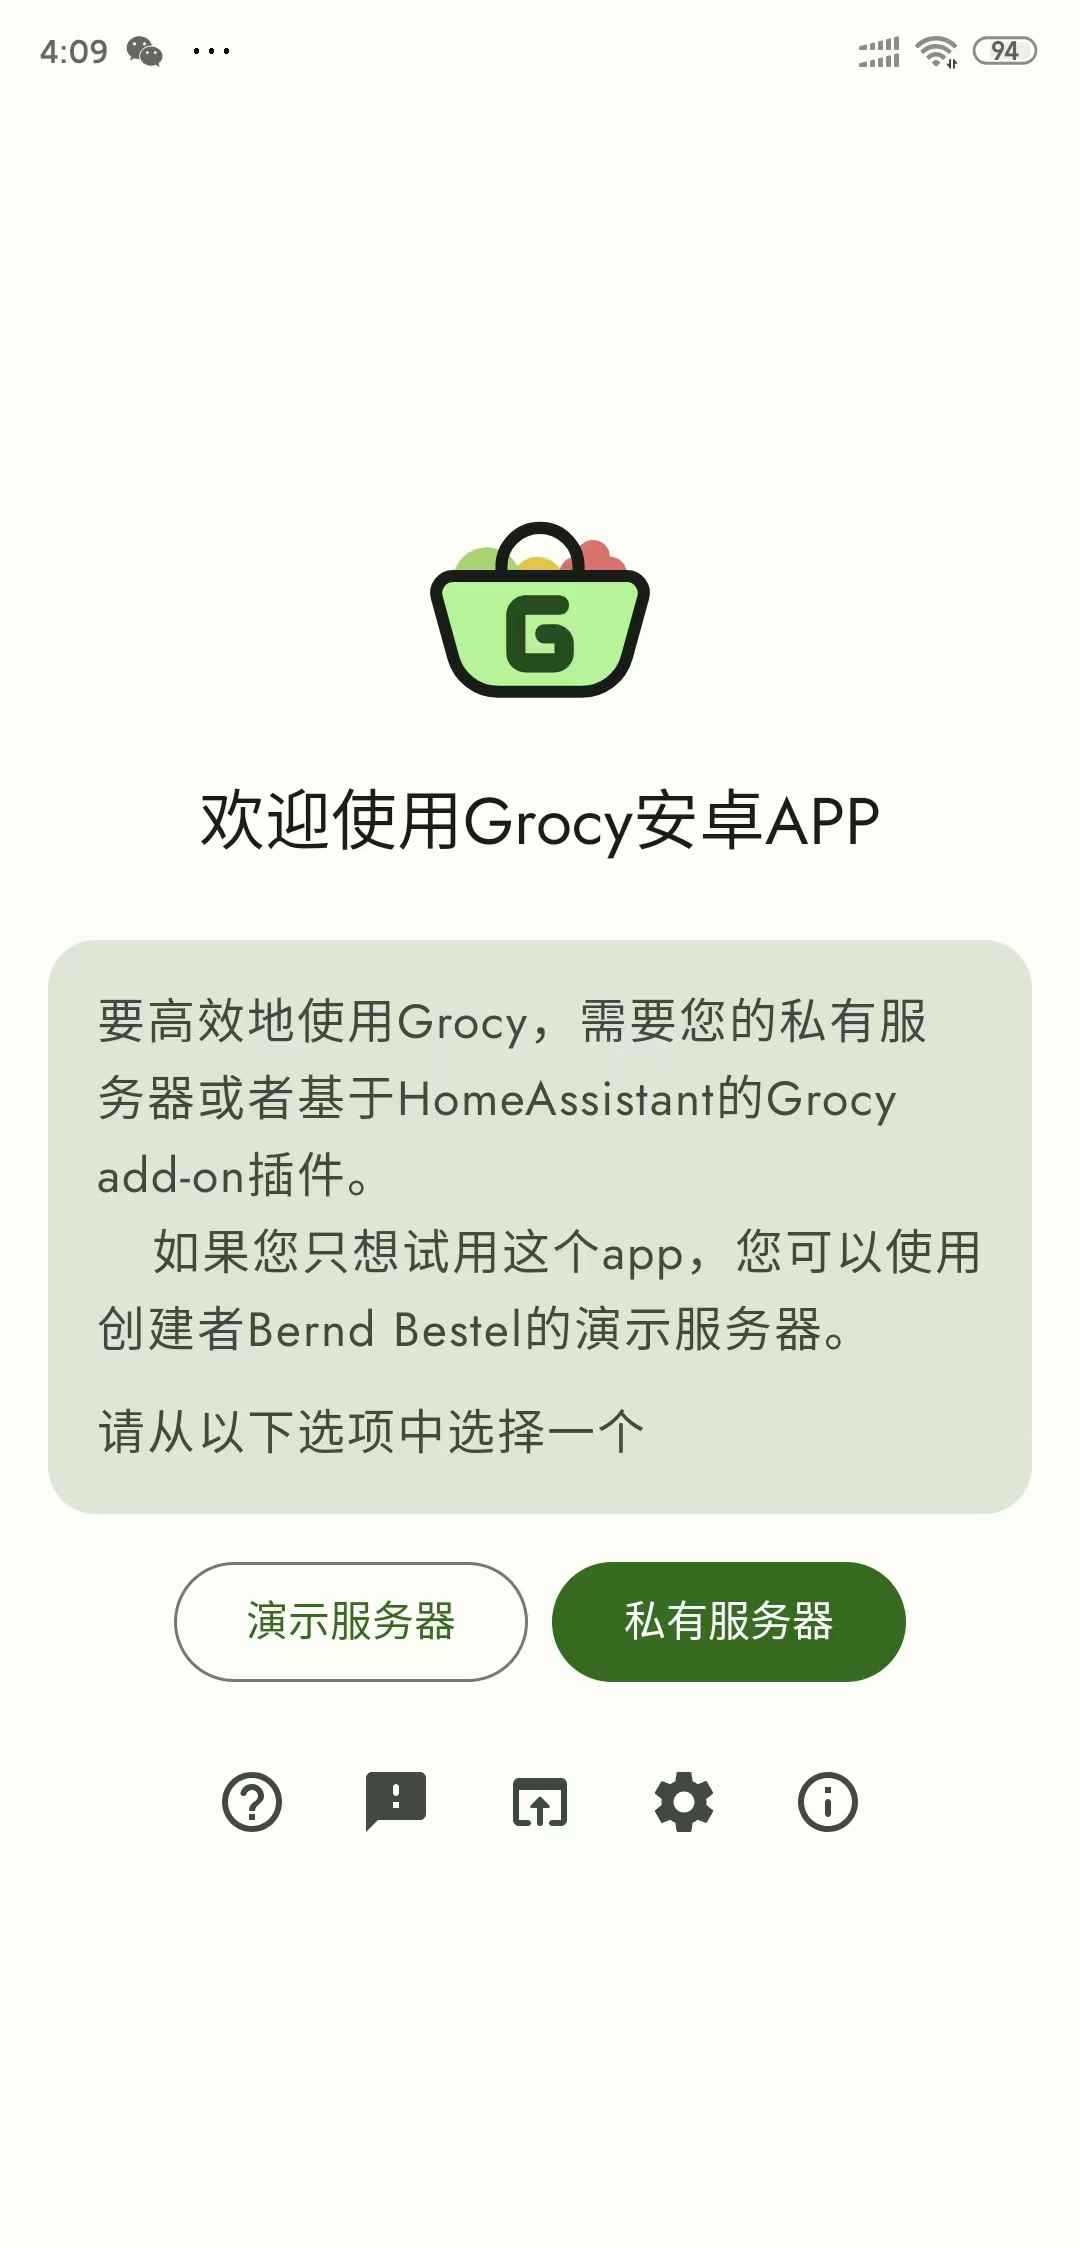 4:09
94
G
欢迎使用Grocy安卓APP
要高效地使用Grocy，需要您的私有服
务器或者基于HomeAssistant的Grocy
add-on插件。
如果您只想试用这个app，您可以使用
创建者Bernd Bestel的演示服务器。
请从以下选项中选择一个
演示服务器
私有服务器